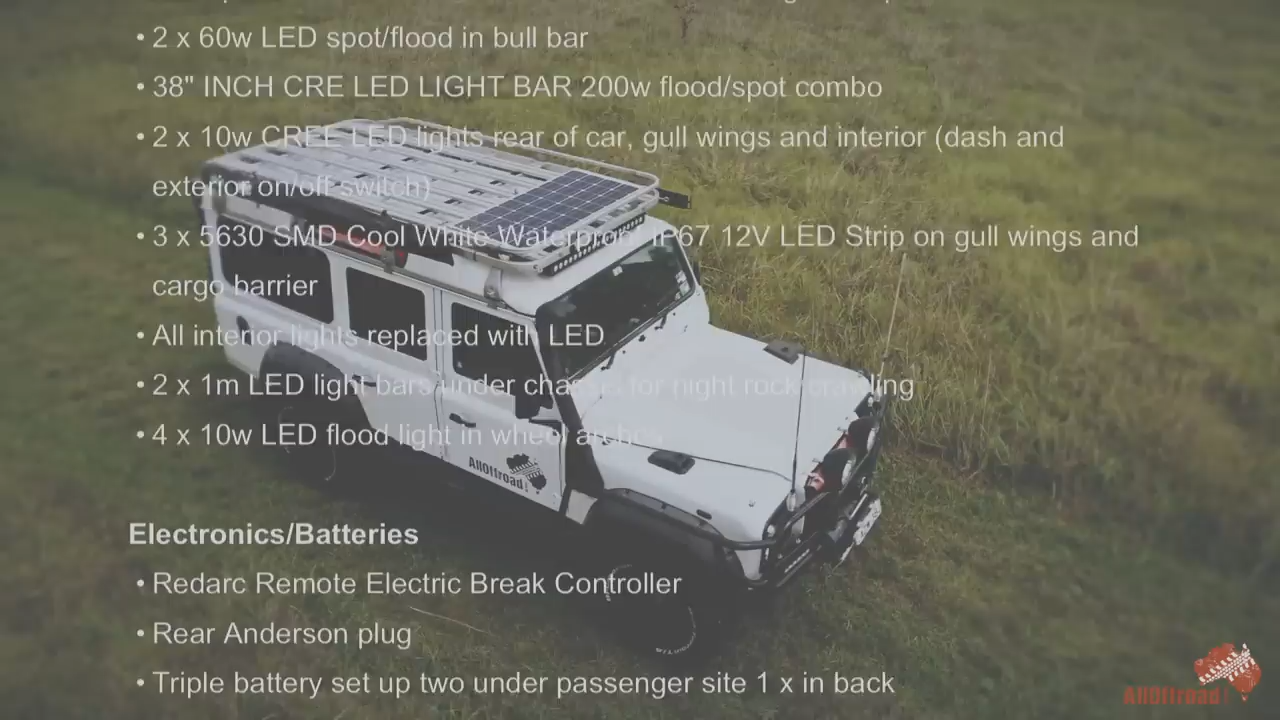 • 2 x 60w LED spot/flood in bull bar
• 38" INCH CRE LED LIGHT BAR 200w flood/spot combo
• 2 x 10w CREE LED lights rear of car, gull wings and interior (dash and
exterior on/off switch)
• 3 x 5630 SMD Cool White Waterproof IP67 12V LED Strip on gull wings and
cargo barrier
• All interior lights replaced with LED
• 2 x 1m LED light bars under chassis for night rock crawling
• 4 x 10w LED flood light in wheel arches
AllOffroad
Electronics/Batteries
• Redarc Remote Electric Break Controller
• Rear Anderson plug
• Triple battery set up two under passenger site 1 x in back
AllOffroad